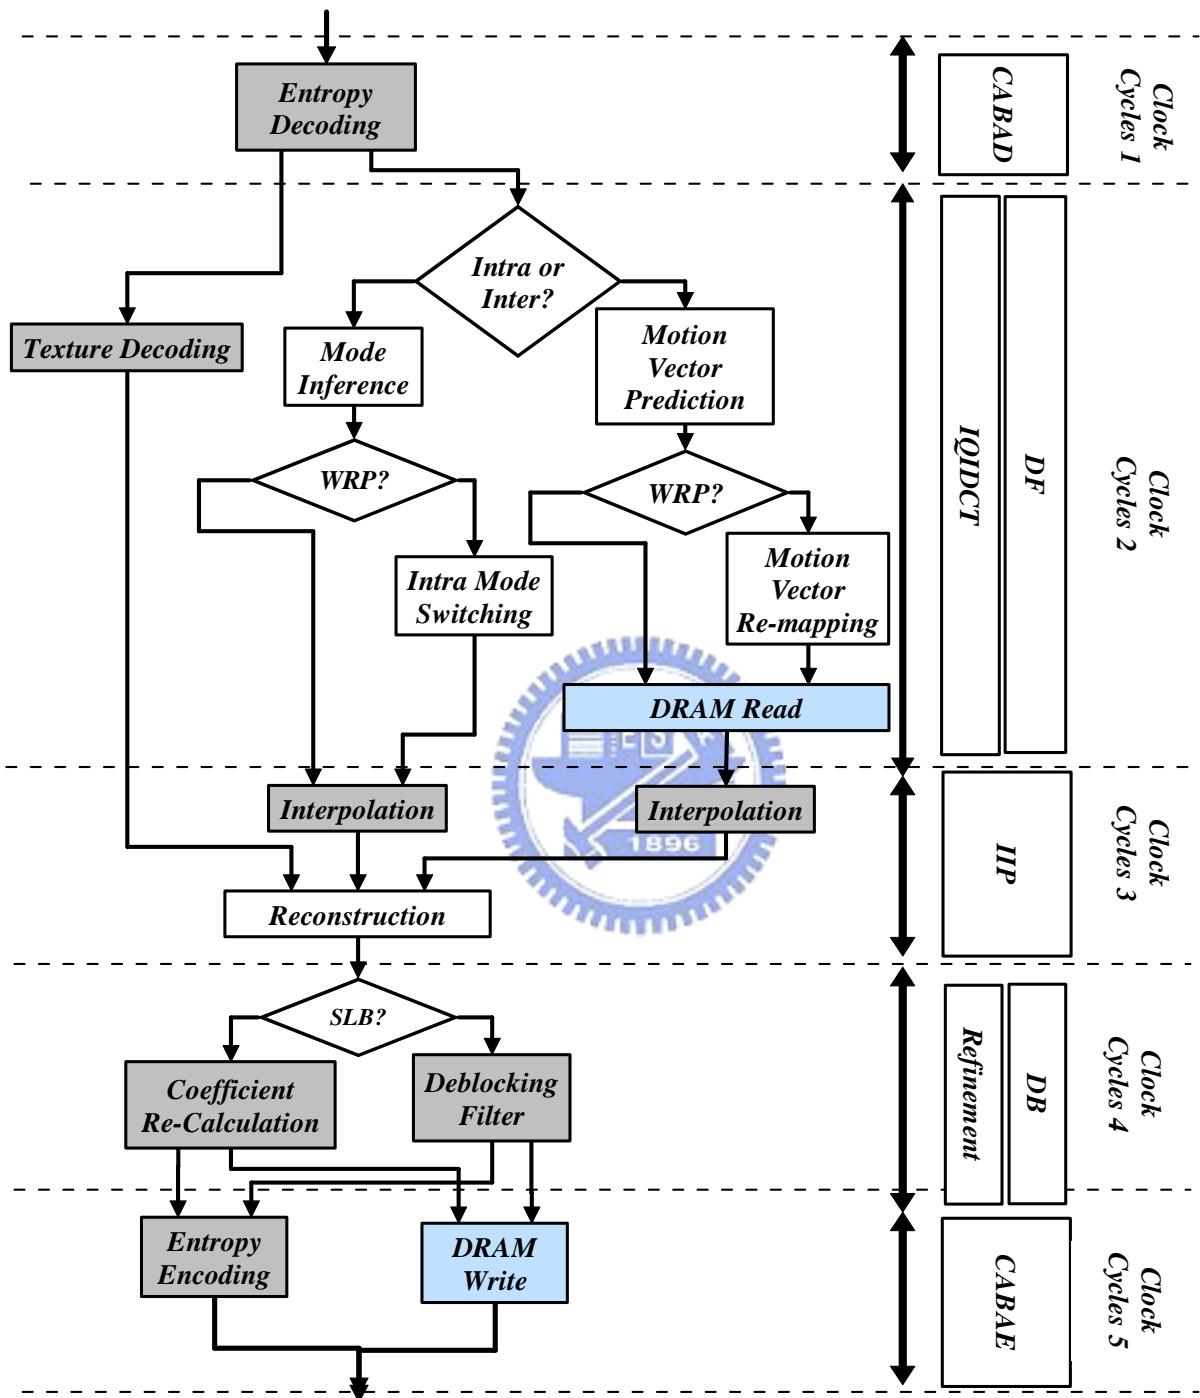 Entropy
Decoding
CABAD
Clock
Cycles 1
Intra or
Inter?
Texture Decoding
Mode
Inference
Motion
Vector
Prediction
WRP?
WRP?
Intra Mode
Switching
Motion
Vector
Re-mapping
DRAM Read
IQIDCT
DF
Clock
Cycles 2
Interpolation
Interpolation
1896
Reconstruction
IIP
Clock
Cycles 3
SLB?
Coefficient
Re-Calculation
Deblocking
Filter
Refinement
DB
Clock
Cycles 4
Entropy
Encoding
DRAM
Write
CABAE
Clock
Cycles 5